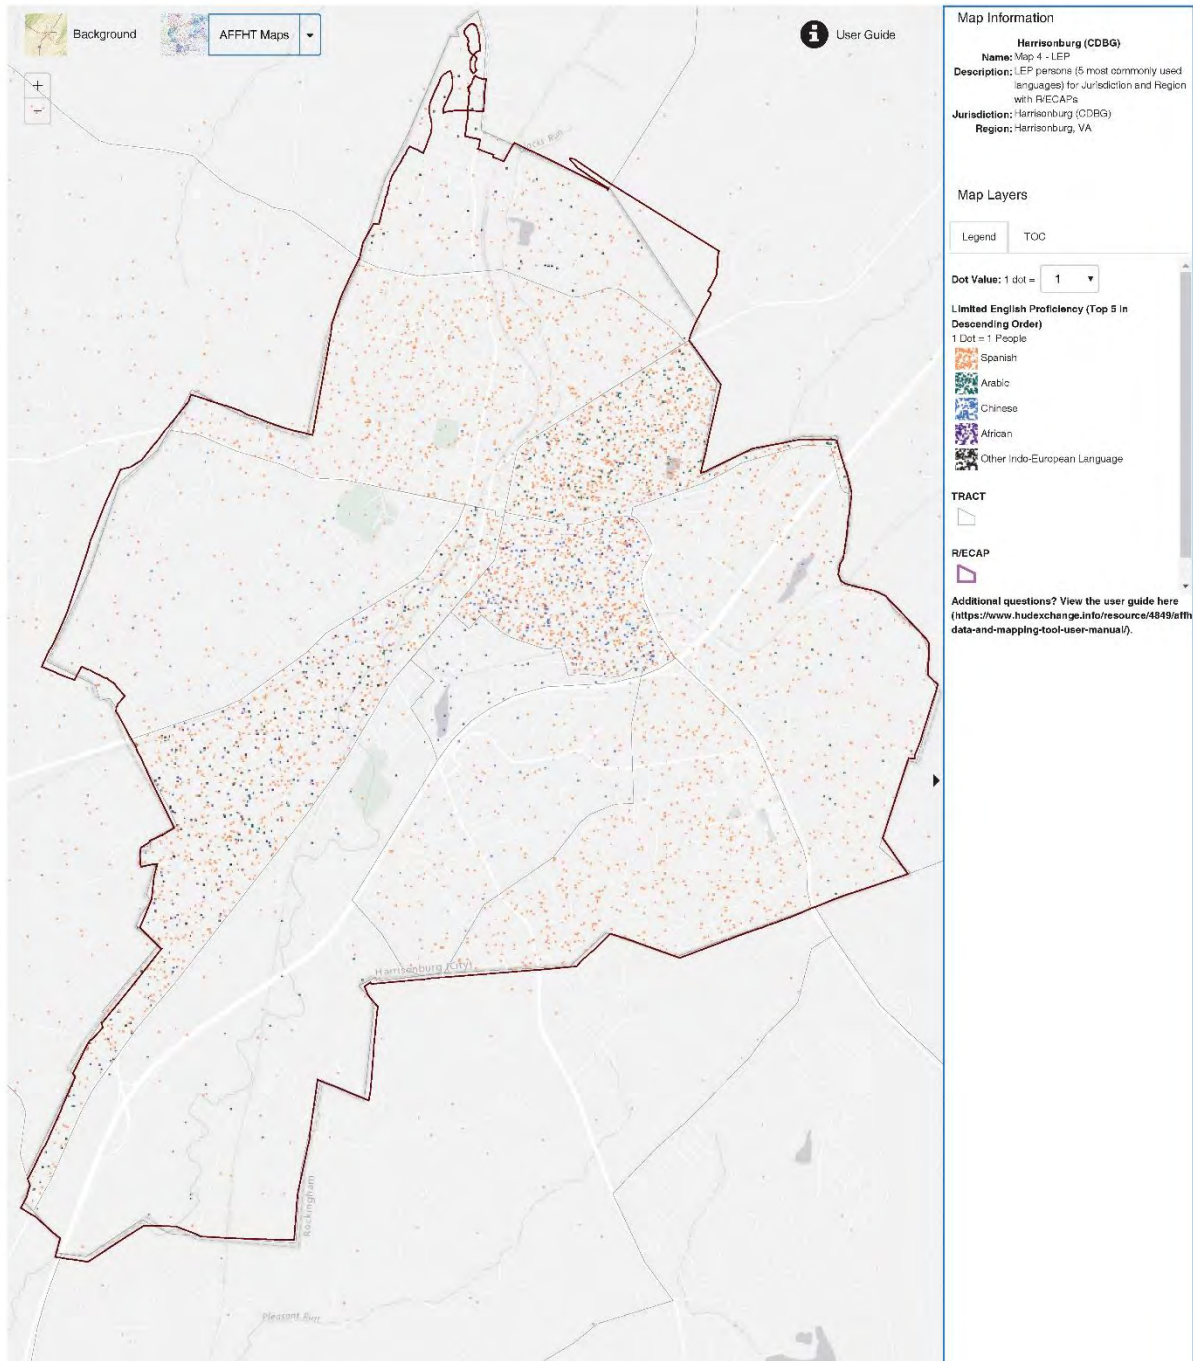 Background
AFFHT Maps
User Guide
+
-
Harrisonburg (City)
Rockingham
Pleasant Run
Map Information
Harrisonburg (CDBG)
Name: Map 4 - LEP
Description: LEP persons (5 most commonly used
languages) for Jurisdiction and Region
with R/ECAPs
Jurisdiction: Harrisonburg (CDBG)
Region: Harrisonburg, VA
Map Layers
Legend
TOC
Dot Value: 1 dot = 1
Limited English Proficiency (Top 5 in
Descending Order)
1 Dot = 1 People
Spanish
Arabic
Chinese
African
Other Indo-European Language
TRACT
R/ECAP
Additional questions? View the user guide here
(https://www.hudexchange.info/resource/4849/affh
data-and-mapping-tool-user-manual/).